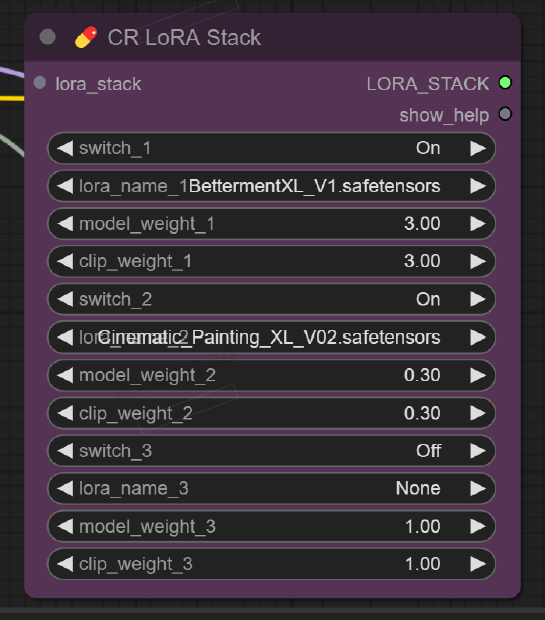 CR LoRA Stack
lora_stack LORA_STACK
show_help
switch_1 On
lora_name_1 BettermentXL_V1.safetensors
model_weight_1 3.00
clip_weight_1 3.00
switch_2 On
lora_name_2 Cinematic_Painting_XL_V02.safetensors
model_weight_2 0.30
clip_weight_2 0.30
switch_3 Off
lora_name_3 None
model_weight_3 1.00
clip_weight_3 1.00